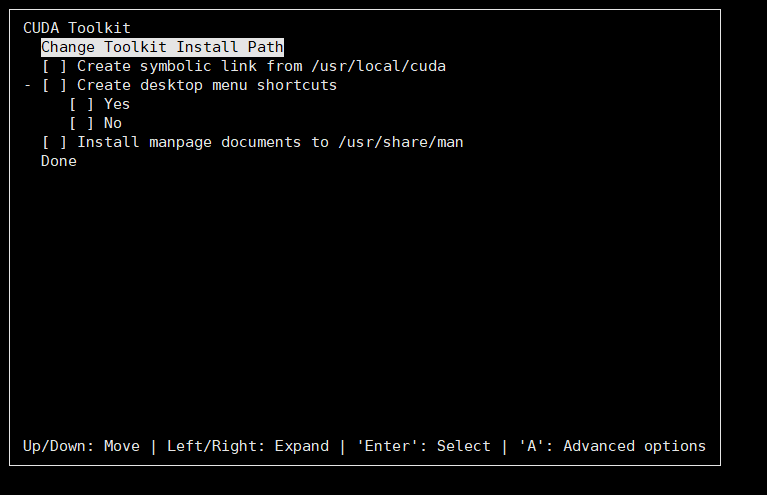 CUDA Toolkit
Change Toolkit Install Path
[ ] Create symbolic link from /usr/local/cuda
- [ ] Create desktop menu shortcuts
[ ] Yes
[ ] No
[ ] Install manpage documents to /usr/share/man
Done
Up/Down: Move | Left/Right: Expand | 'Enter': Select | 'A': Advanced options